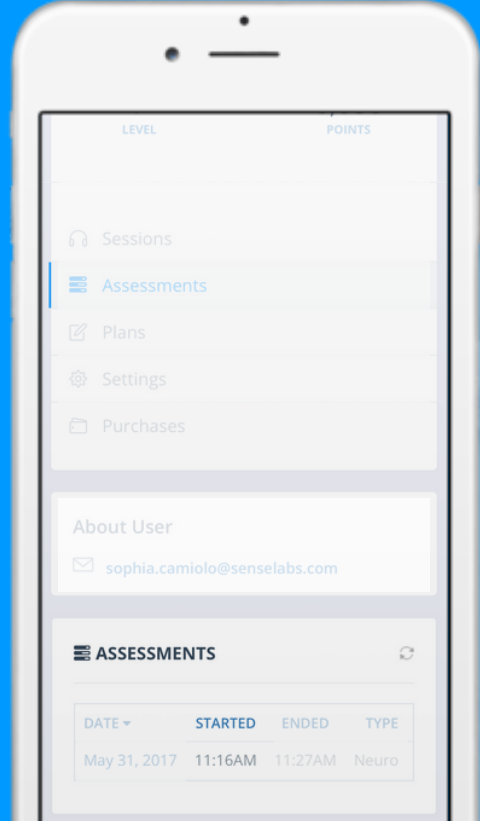 LEVEL POINTS
Sessions
Assessments
Plans
Settings
Purchases
About User
sophia.camiolo@senselabs.com
ASSESSMENTS
DATE STARTED ENDED TYPE
May 31, 2017 11:16AM 11:27AM Neuro